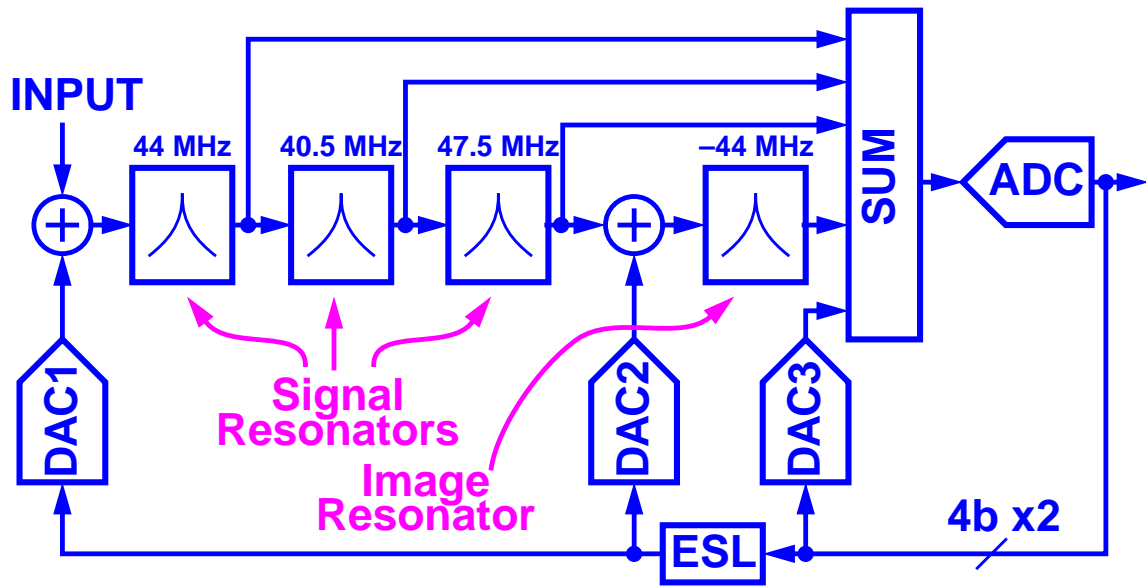 INPUT
44 MHz
40.5 MHz
47.5 MHz
–44 MHz
SUM
ADC
DAC1
Signal
Resonators
Image
Resonator
DAC2
DAC3
ESL
4b x2